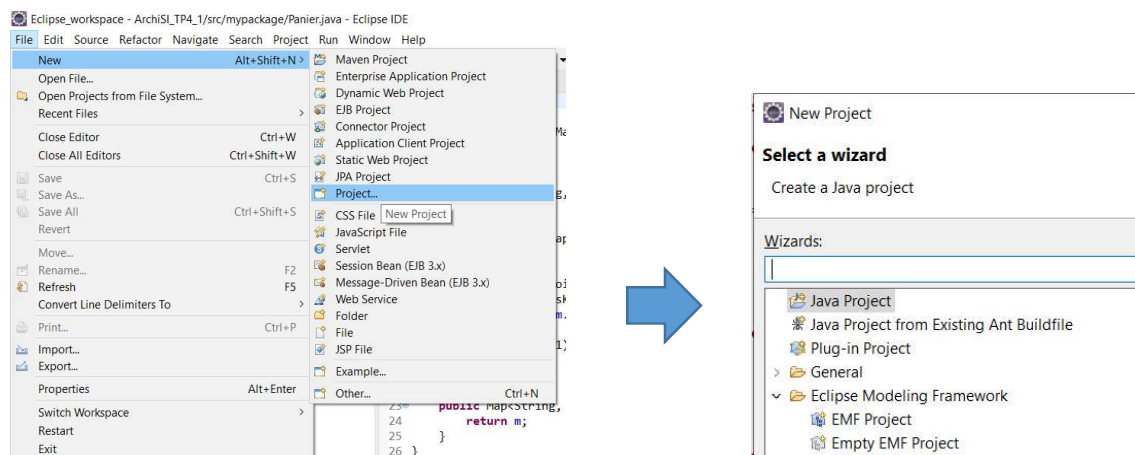 Eclipse_workspace - ArchiSI_TP4_1/src/mypackage/Panier.java - Eclipse IDE
File Edit Source Refactor Navigate Search Project Run Window Help
New Alt+Shift+N >
Open File...
Open Projects from File System...
Recent Files >
Close Editor Ctrl+W
Close All Editors Ctrl+Shift+W
Save Ctrl+S
Save As...
Save All Ctrl+Shift+S
Revert
Move...
Rename... F2
Refresh F5
Convert Line Delimiters To >
Print... Ctrl+P
Import...
Export...
Properties Alt+Enter
Switch Workspace >
Restart
Exit
Maven Project
Enterprise Application Project
Dynamic Web Project
EJB Project
Connector Project
Application Client Project
Static Web Project
JPA Project
Project...
CSS File
New Project
JavaScript File
Servlet
Session Bean (EJB 3.x)
Message-Driven Bean (EJB 3.x)
Web Service
Folder
File
JSP File
Example...
Other... Ctrl+N
23 public Map<String,
24 return m;
25 }
26 }
New Project
Select a wizard
Create a Java project
Wizards:
Java Project
Java Project from Existing Ant Buildfile
Plug-in Project
> General
Eclipse Modeling Framework
EMF Project
Empty EMF Project